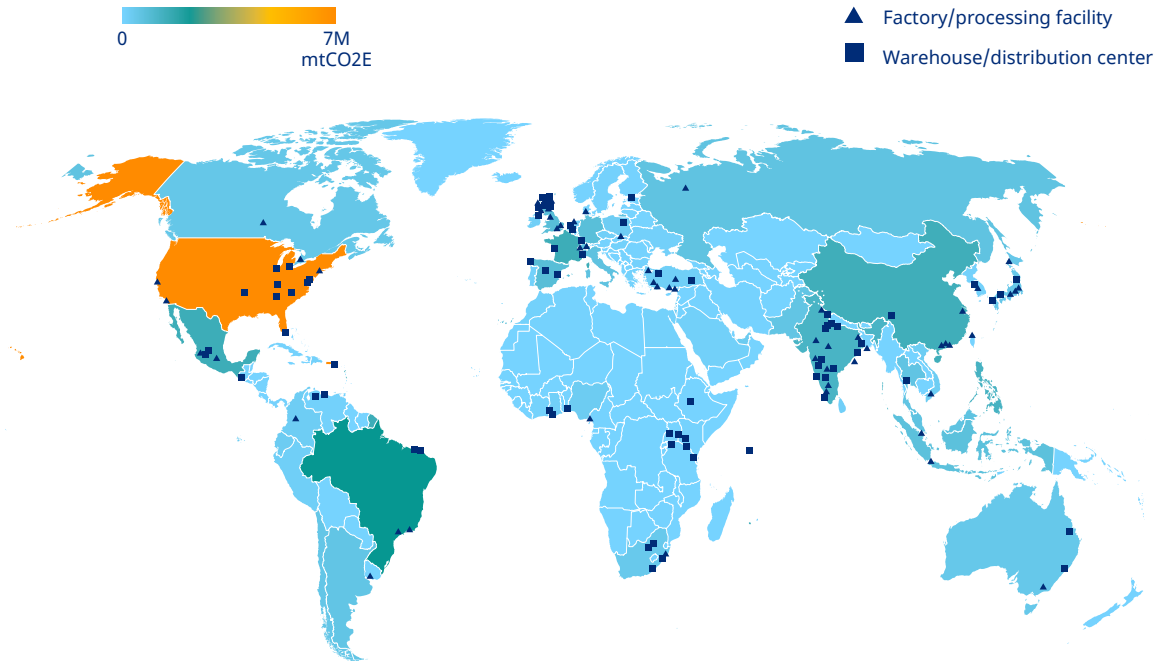 0
7M
mtCO2E
Factory/processing facility
Warehouse/distribution center